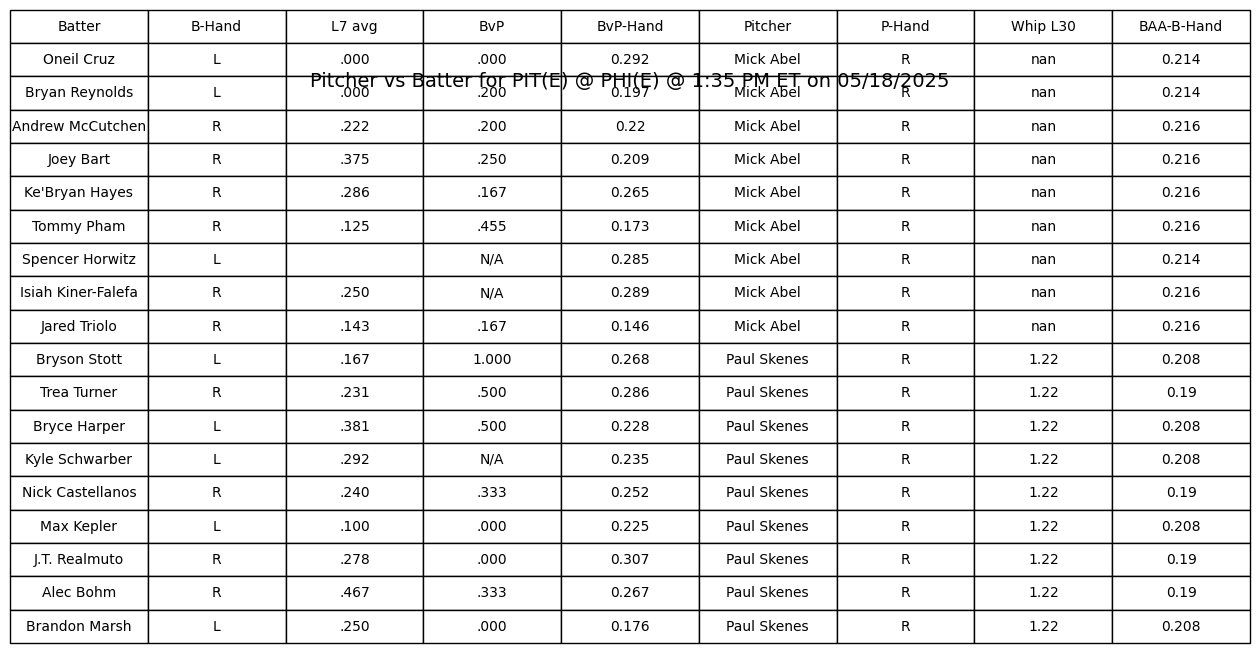 Batter B-Hand L7 avg BvP BvP-Hand Pitcher P-Hand Whip L30 BAA-B-Hand
Oneil Cruz L .000 .000 0.292 Mick Abel R nan 0.214
Pitcher vs Batter for PIT(E) @ PHI(E) @ 1:35 PM ET on 05/18/2025
Bryan Reynolds L .000 .200 0.197 Mick Abel R nan 0.214
Andrew McCutchen R .222 .200 0.22 Mick Abel R nan 0.216
Joey Bart R .375 .250 0.209 Mick Abel R nan 0.216
Ke'Bryan Hayes R .286 .167 0.265 Mick Abel R nan 0.216
Tommy Pham R .125 .455 0.173 Mick Abel R nan 0.216
Spencer Horwitz L N/A 0.285 Mick Abel R nan 0.214
Isiah Kiner-Falefa R .250 N/A 0.289 Mick Abel R nan 0.216
Jared Triolo R .143 .167 0.146 Mick Abel R nan 0.216
Bryson Stott L .167 1.000 0.268 Paul Skenes R 1.22 0.208
Trea Turner R .231 .500 0.286 Paul Skenes R 1.22 0.19
Bryce Harper L .381 .500 0.228 Paul Skenes R 1.22 0.208
Kyle Schwarber L .292 N/A 0.235 Paul Skenes R 1.22 0.208
Nick Castellanos R .240 .333 0.252 Paul Skenes R 1.22 0.19
Max Kepler L .100 .000 0.225 Paul Skenes R 1.22 0.208
J.T. Realmuto R .278 .000 0.307 Paul Skenes R 1.22 0.19
Alec Bohm R .467 .333 0.267 Paul Skenes R 1.22 0.19
Brandon Marsh L .250 .000 0.176 Paul Skenes R 1.22 0.208